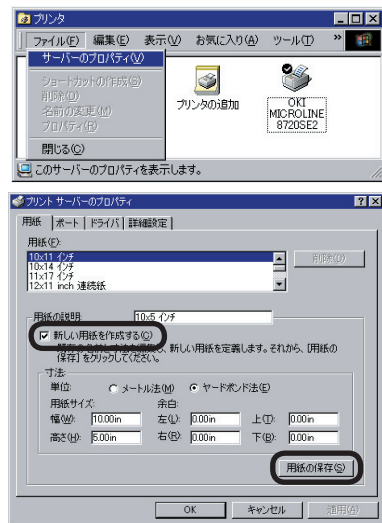 プリンタ
ファイル(F) 編集(E) 表示(V) お気に入り(A) ツール(T) »
サーバーのプロパティ(V)
ショートカットの作成(S)
削除(D)
名前の変更(M)
プロパティ(R)
閉じる(C)
プリンタの追加
OKI
MICROLINE
8720SE2
このサーバーのプロパティを表示します。
プリント サーバーのプロパティ
用紙 ポート ドライバ 詳細設定
用紙(F):
10x11 インチ
10x14 インチ
11x17 インチ
12x11 inch 連続紙
削除(D)
用紙の説明: 10x5 インチ
新しい用紙を作成する(C)
既存の名前と寸法を編集し、新しい用紙を定義します。それから、[用紙の
保存] をクリックしてください。
寸法:
単位: メートル法(M) ヤードポンド法(E)
用紙サイズ: 余白:
幅(W): 10.00in 左(L): 0.00in 上(T): 0.00in
高さ(H): 5.00in 右(R): 0.00in 下(B): 0.00in
用紙の保存(S)
OK キャンセル 適用(A)